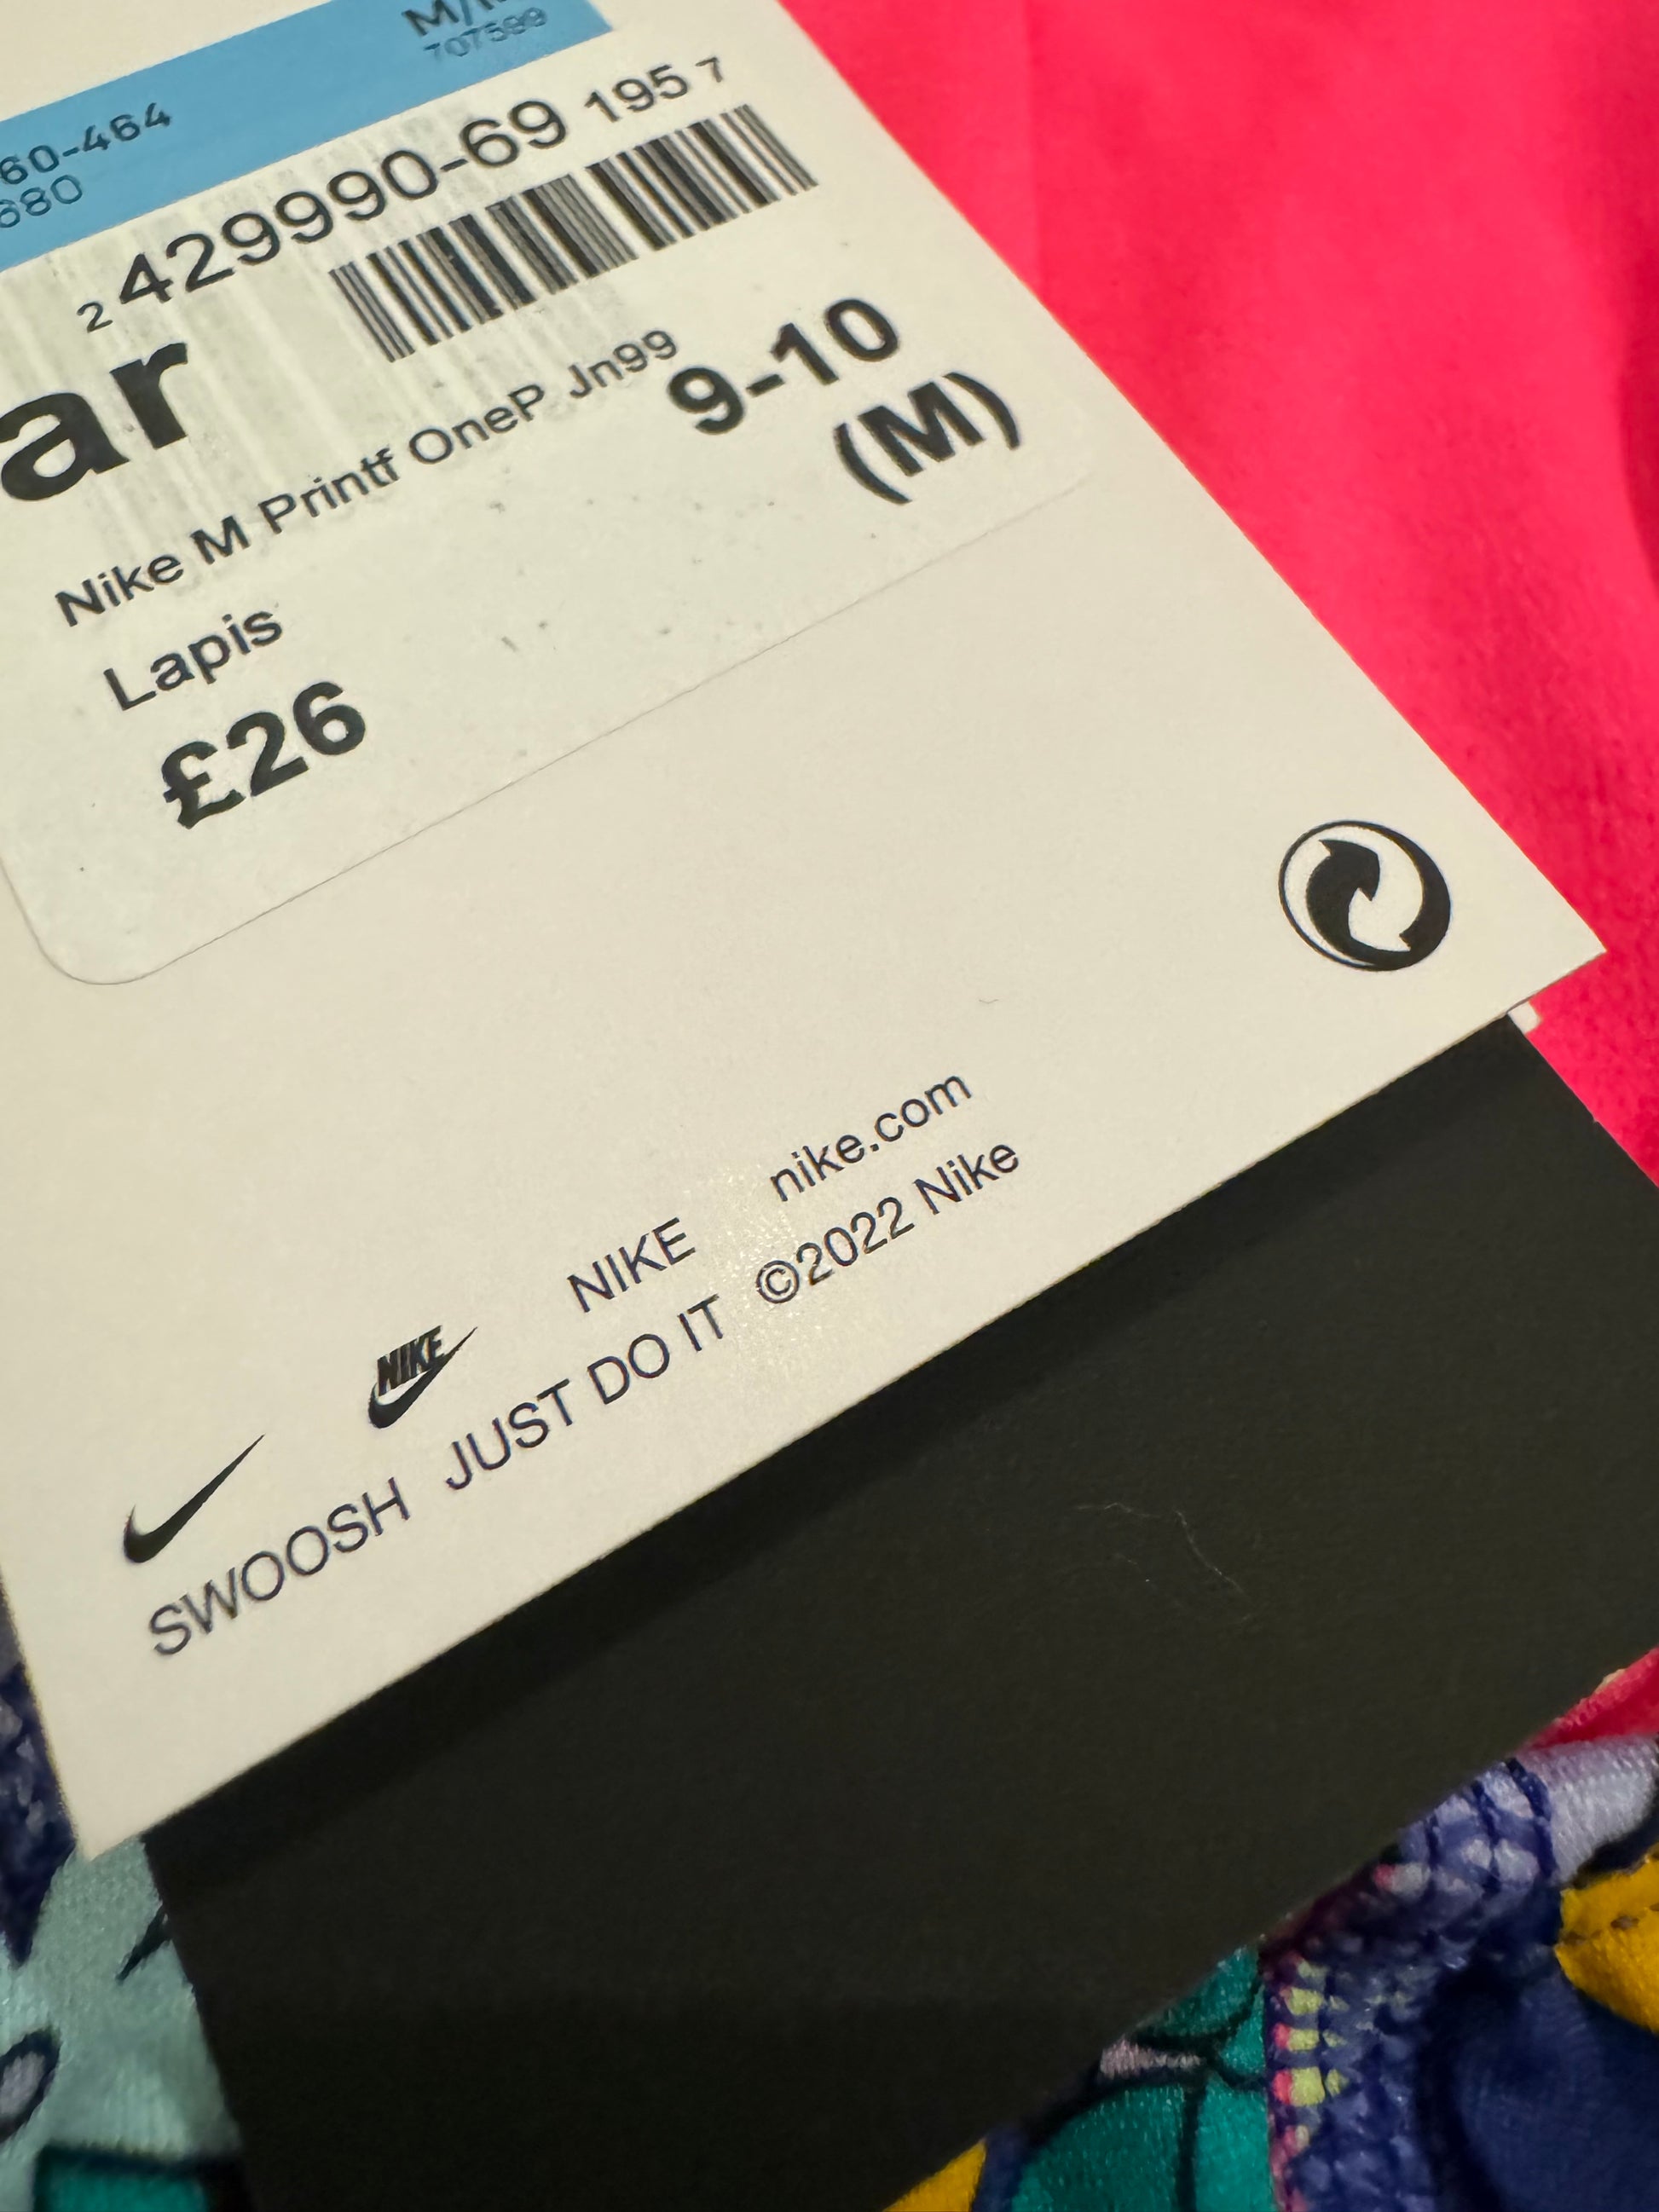 707599
60-464
680
2 429990-69 195 7
ar
Nike M Printf OneP Jn99
9-10
(M)
Lapis
£26
NIKE
NIKE nike.com
SWOOSH JUST DO IT ©2022 Nike